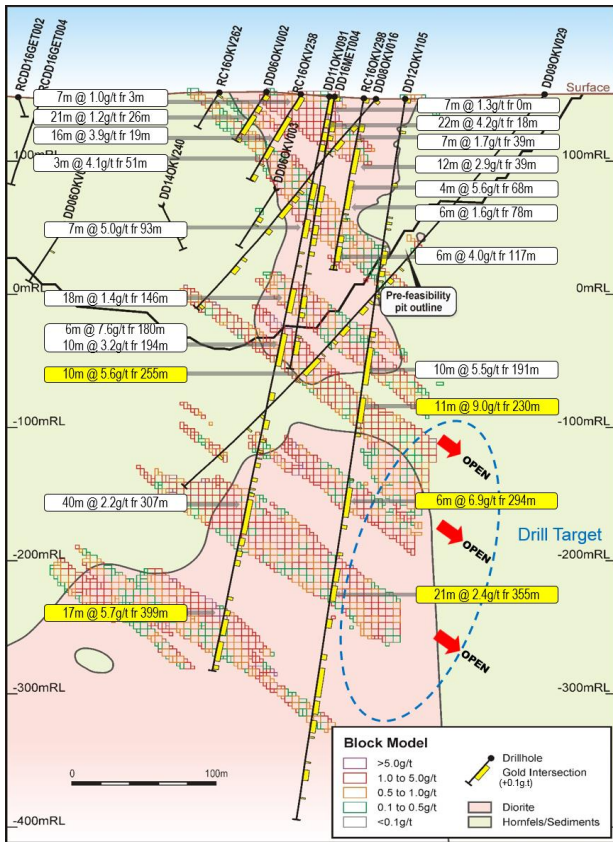 RCDD16GET002
RCDD16GET004
RC16OKV262
DD06OKV002
RC16OKV258
DD11OKV091
DD16MET004
RC16OKV298
DD08OKV016
DD12OKV105
DD09OKV029
Surface
7m @ 1.0g/t fr 3m
21m @ 1.2g/t fr 26m
16m @ 3.9g/t fr 19m
3m @ 4.1g/t fr 51m
7m @ 5.0g/t fr 93m
18m @ 1.4g/t fr 146m
6m @ 7.6g/t fr 180m
10m @ 3.2g/t fr 194m
10m @ 5.6g/t fr 255m
40m @ 2.2g/t fr 307m
17m @ 5.7g/t fr 399m
7m @ 1.3g/t fr 0m
22m @ 4.2g/t fr 18m
7m @ 1.7g/t fr 39m
12m @ 2.9g/t fr 39m
4m @ 5.6g/t fr 68m
6m @ 1.6g/t fr 78m
6m @ 4.0g/t fr 117m
10m @ 5.5g/t fr 191m
11m @ 9.0g/t fr 230m
6m @ 6.9g/t fr 294m
21m @ 2.4g/t fr 355m
DD14OKV240
DD06OKV003
100mRL
100mRL
0mRL
0mRL
-100mRL
-100mRL
-200mRL
-200mRL
-300mRL
-300mRL
-400mRL
Pre-feasibility
pit outline
OPEN
OPEN
OPEN
Drill Target
0
100m
Block Model
>5.0g/t
1.0 to 5.0g/t
0.5 to 1.0g/t
0.1 to 0.5g/t
<0.1g/t
Drillhole
Gold Intersection
(+0.1g.t)
Diorite
Hornfels/Sediments